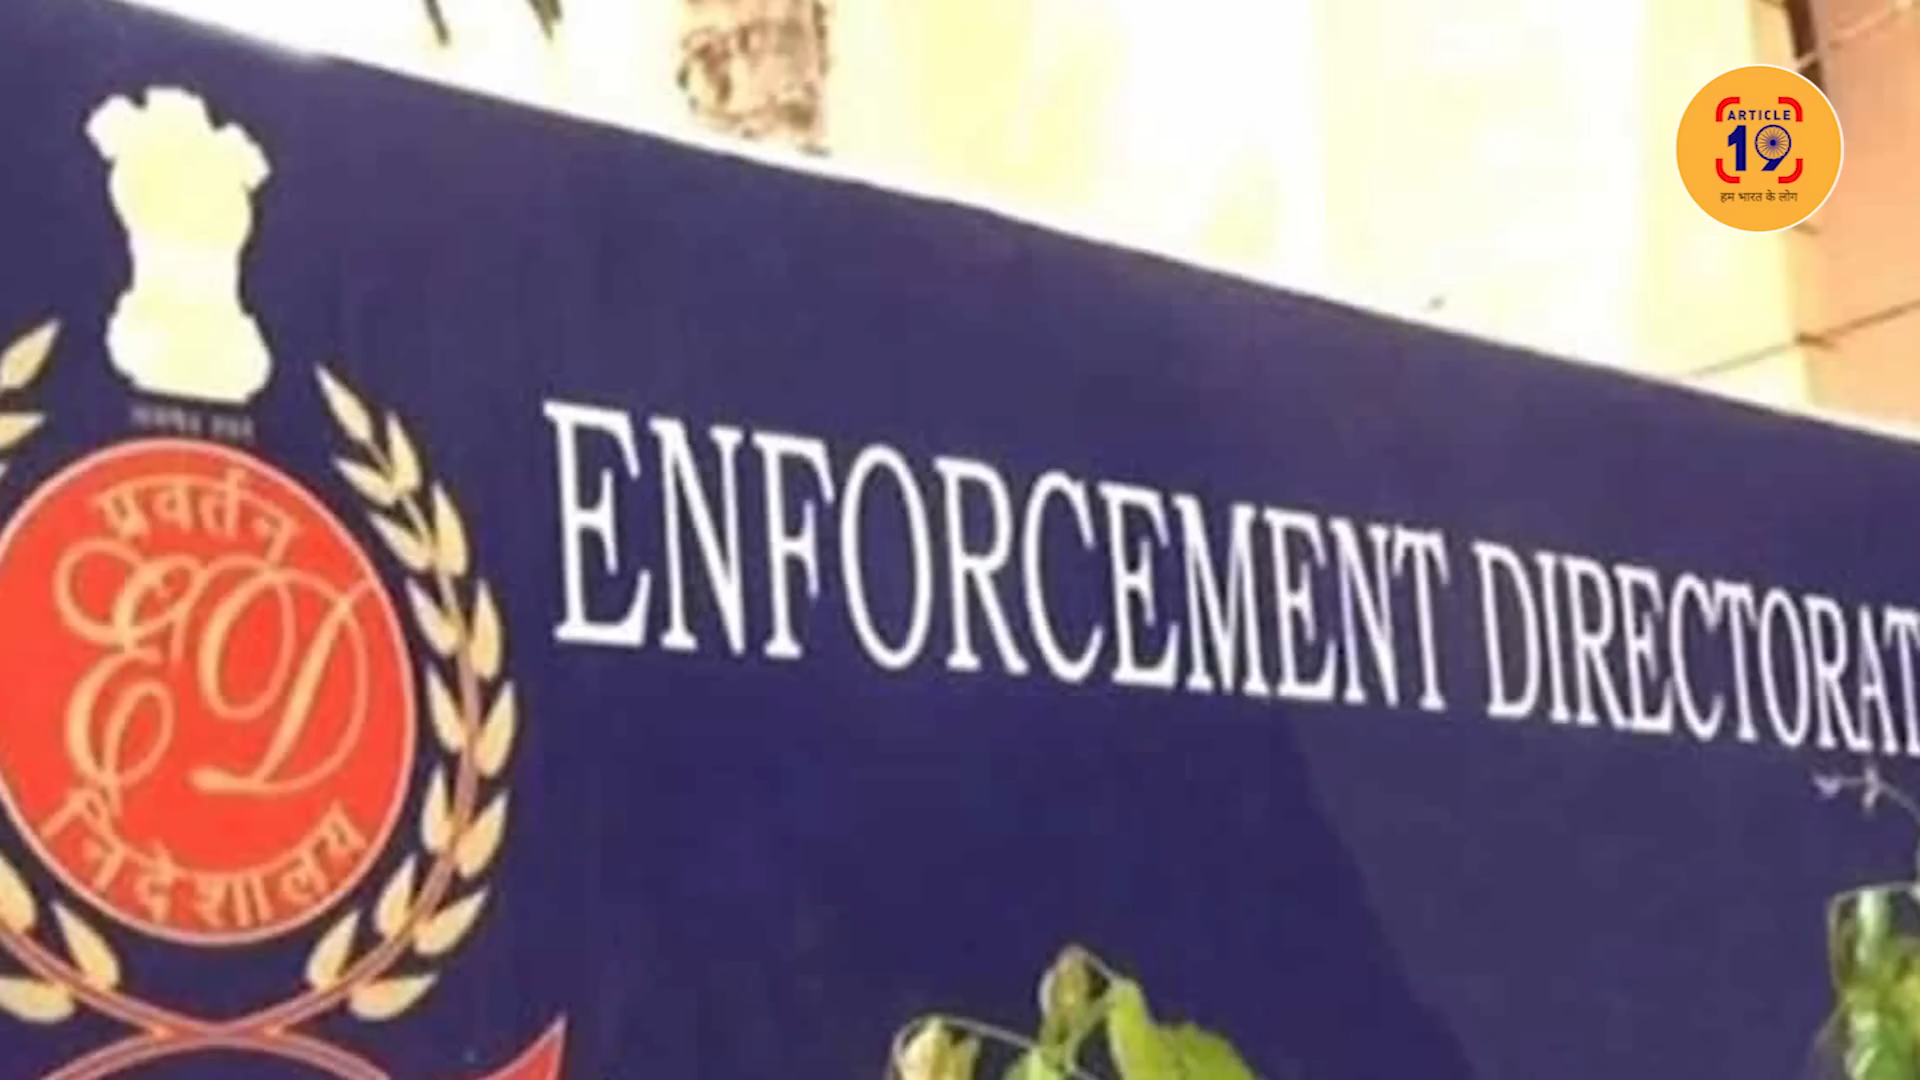 ARTICLE
19
हम भारत के लोग
प्रवर्तन
ED
निदेशालय
ENFORCEMENT DIRECTORAT